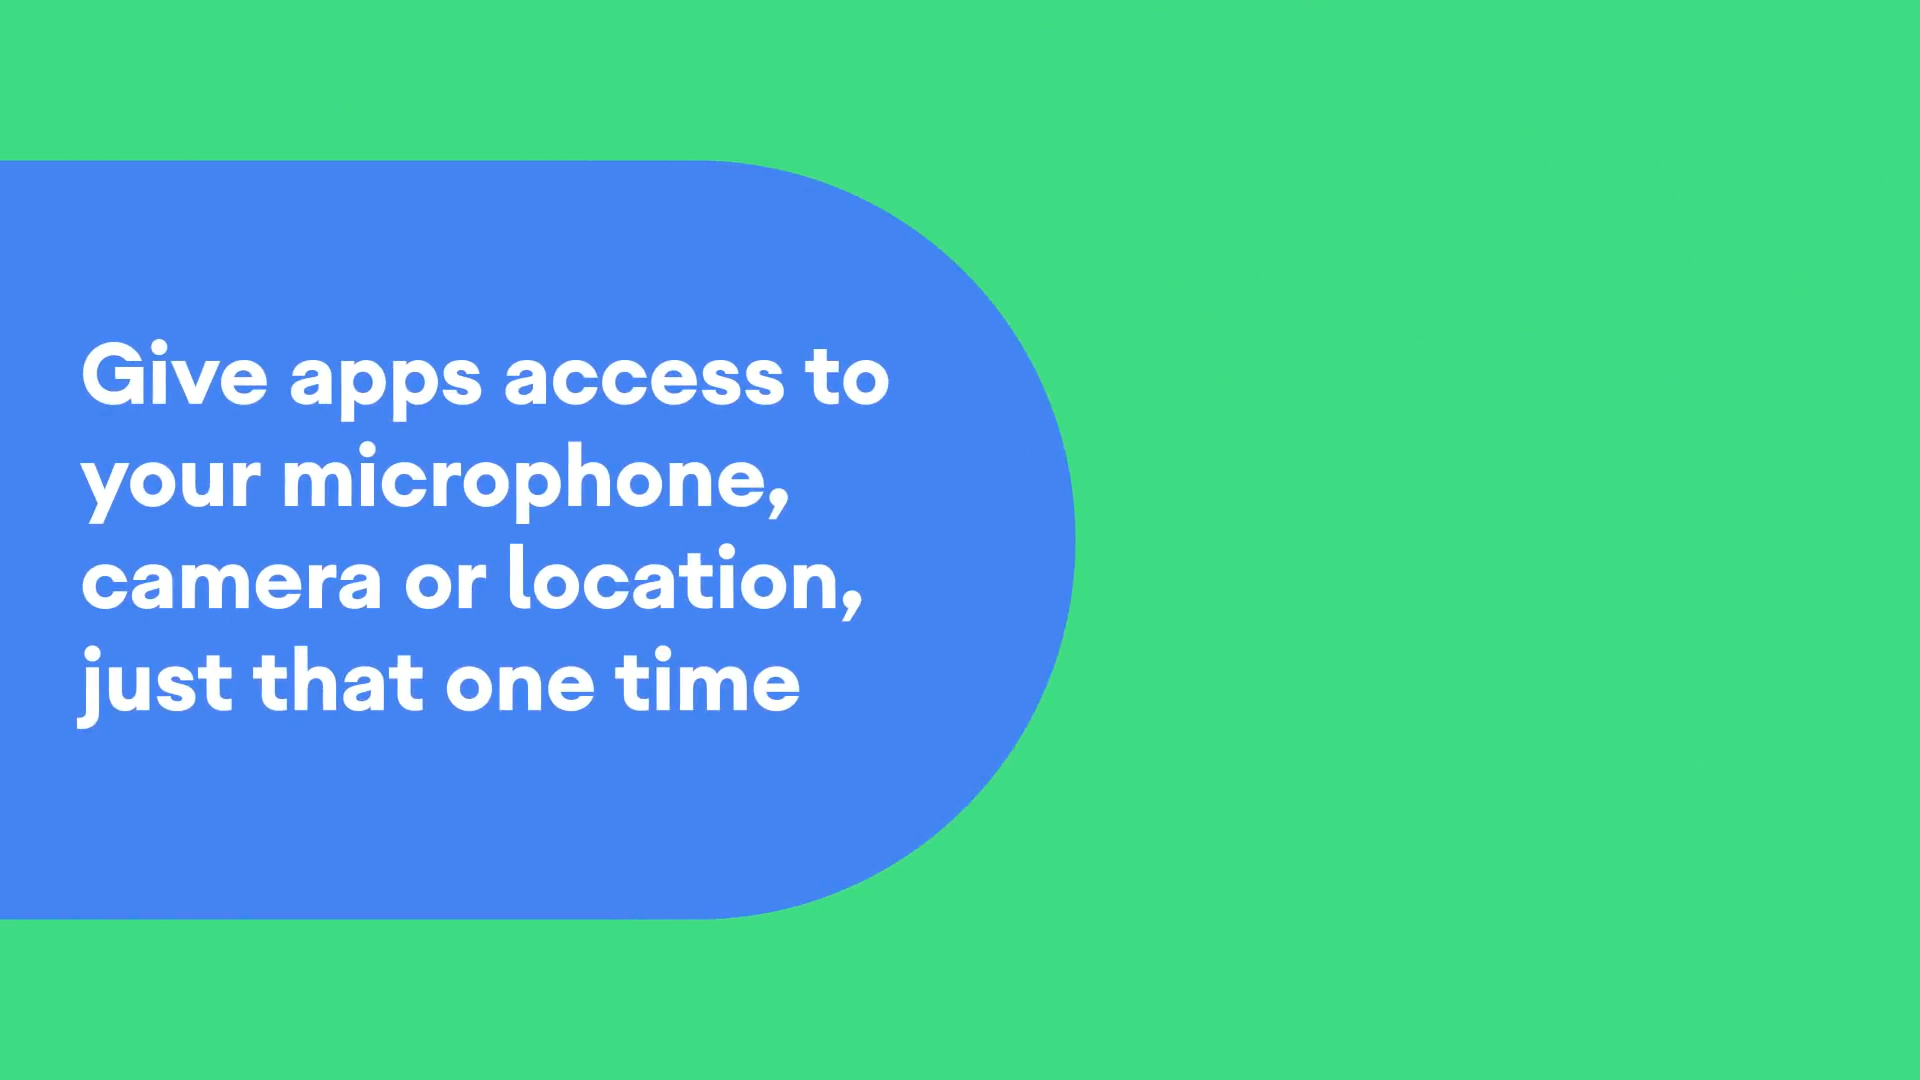 Give apps access to
your microphone,
camera or location,
just that one time